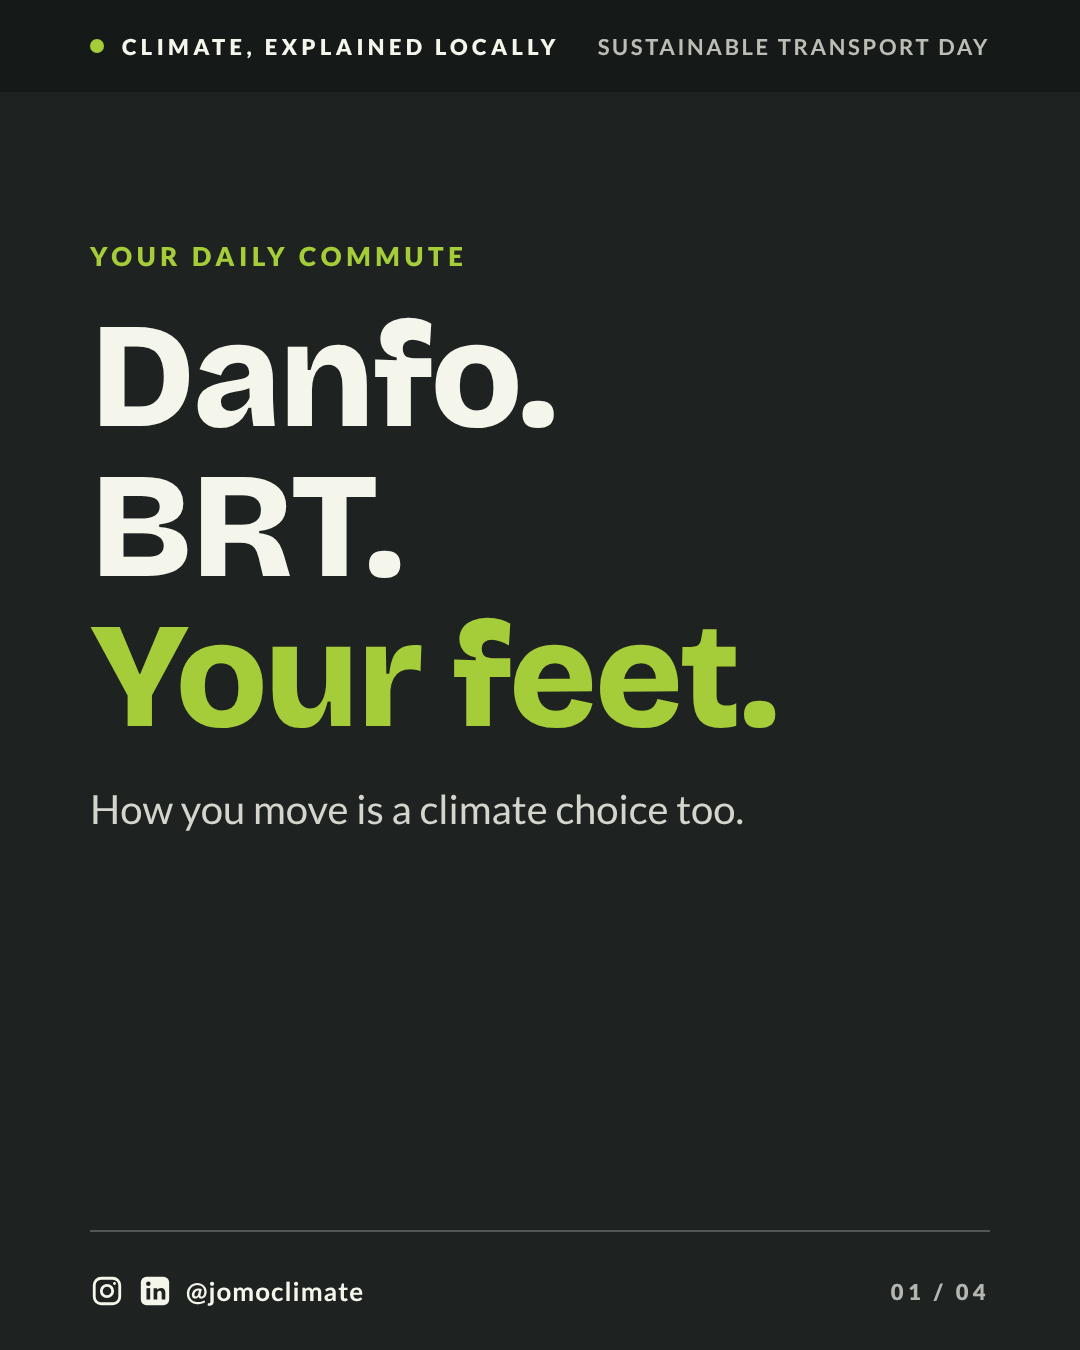 CLIMATE, EXPLAINED LOCALLY
SUSTAINABLE TRANSPORT DAY
YOUR DAILY COMMUTE
Danfo.
BRT.
Your feet.
How you move is a climate choice too.
@jomoclimate
01 / 04